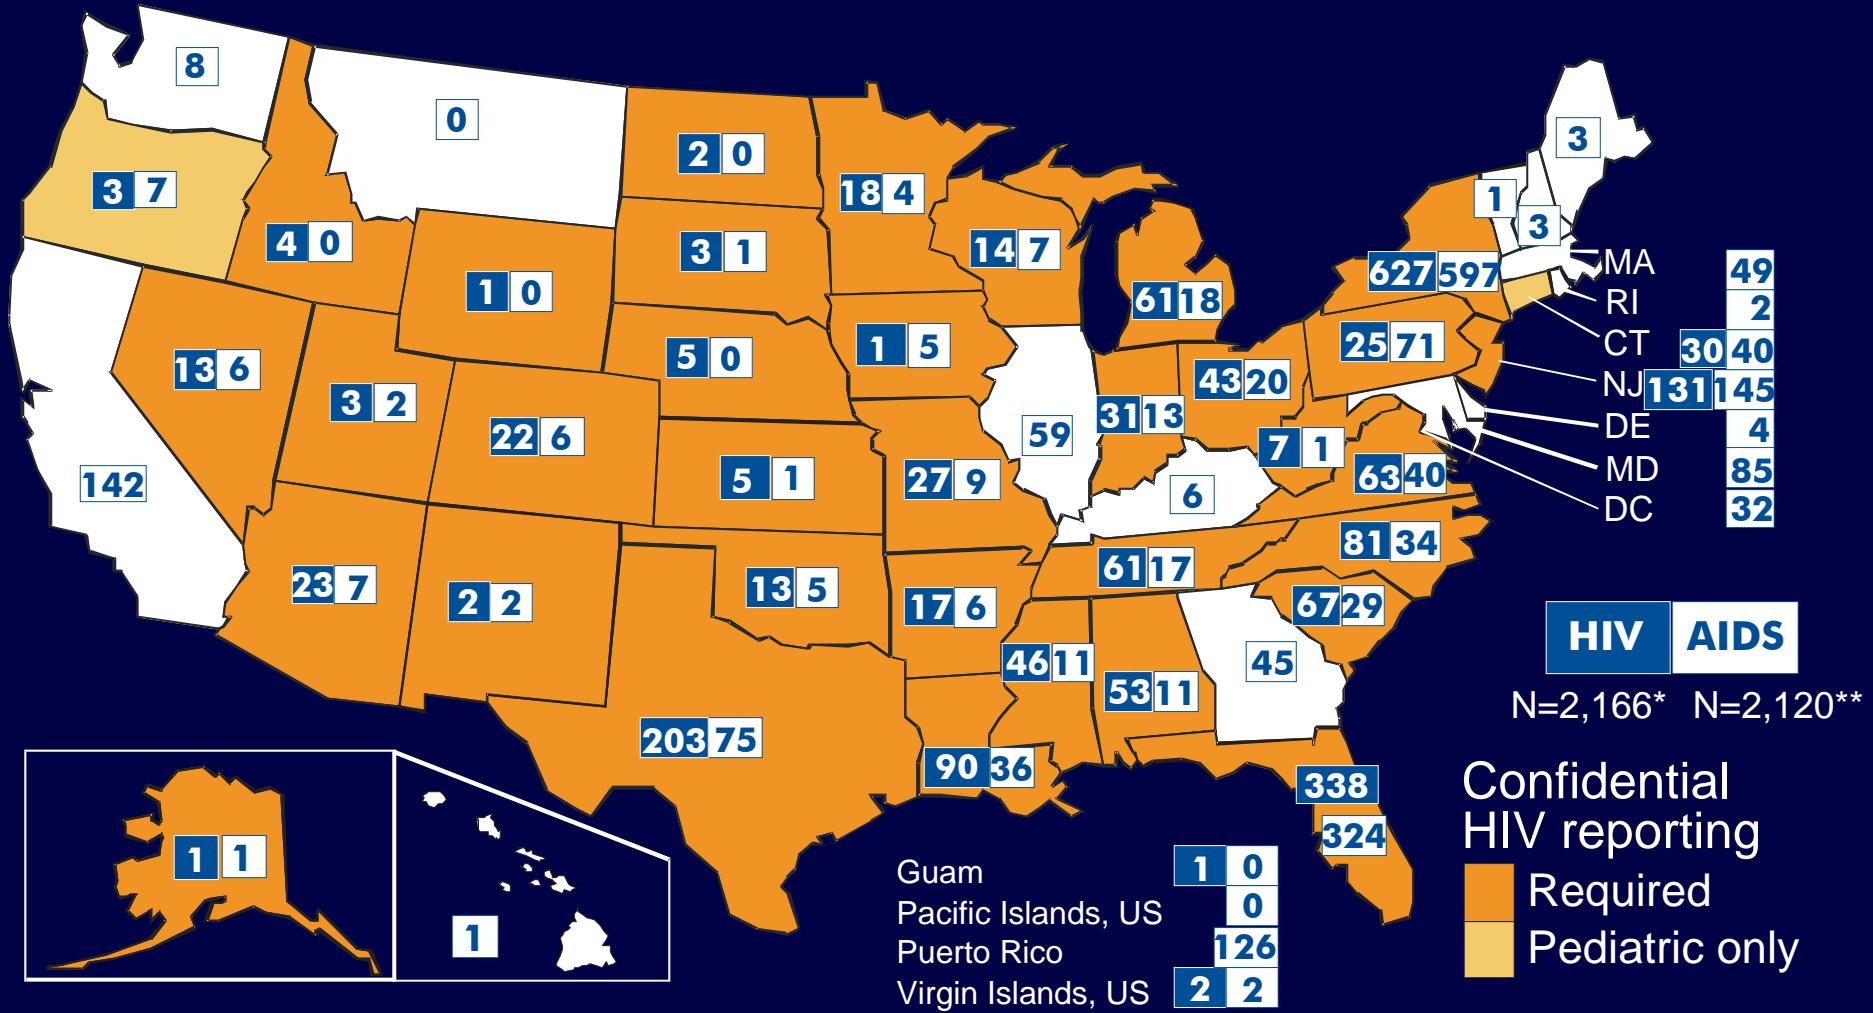 8
0
2 0
18 4
3
3 7
4 0
3 1
14 7
1
3
1 0
627 597
61 18
MA 49
RI 2
CT 30 40
NJ 131 145
DE 4
MD 85
DC 32
13 6
5 0
1 5
25 71
3 2
22 6
59
31 13
43 20
7 1
63 40
142
5 1
27 9
6
81 34
23 7
2 2
13 5
17 6
61 17
67 29
46 11
53 11
45
203 75
90 36
338
324
1 1
1
HIV AIDS
N=2,166* N=2,120**
Confidential
HIV reporting
Required
Pediatric only
Guam 1 0
Pacific Islands, US 0
Puerto Rico 126
Virgin Islands, US 2 2